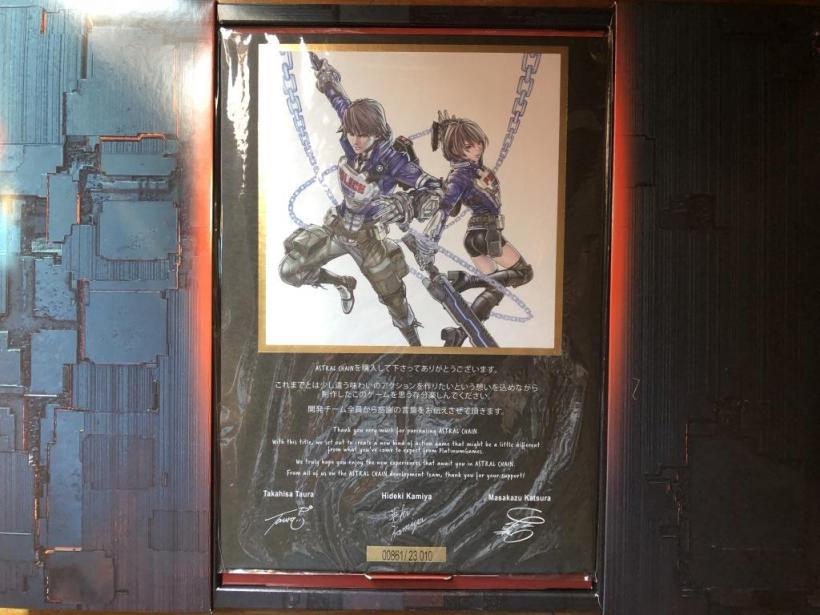 POLICE
ASTRAL CHAINを購入して下さってありがとうございます。
これまでとは少し違う味わいのアクションを作りたいという想いを込めながら
制作したこのゲームを思う存分楽しんでください。
開発チーム全員から感謝の言葉をお伝えさせて頂きます。
Thank you very much for purchasing ASTRAL CHAIN.
With this title, we set out to create a new kind of action game that might be a little different
from what you've come to expect from PlatinumGames.
We truly hope you enjoy the new experiences that await you in ASTRAL CHAIN.
From all of us on the ASTRAL CHAIN development team, thank you for your support!
Takahisa Taura Hideki Kamiya Masakazu Katsura
00861/23 010